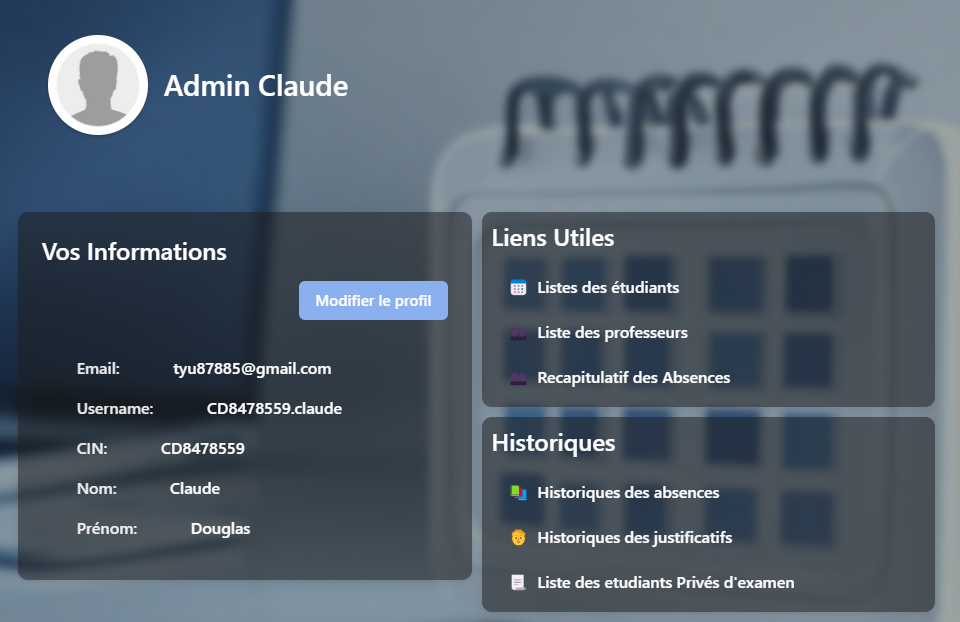 Admin Claude
Vos Informations
Modifier le profil
Email: tyu87885@gmail.com
Username: CD8478559.claude
CIN: CD8478559
Nom: Claude
Prénom: Douglas
Liens Utiles
Listes des étudiants
Liste des professeurs
Recapitulatif des Absences
Historiques
Historiques des absences
Historiques des justificatifs
Liste des etudiants Privés d'examen